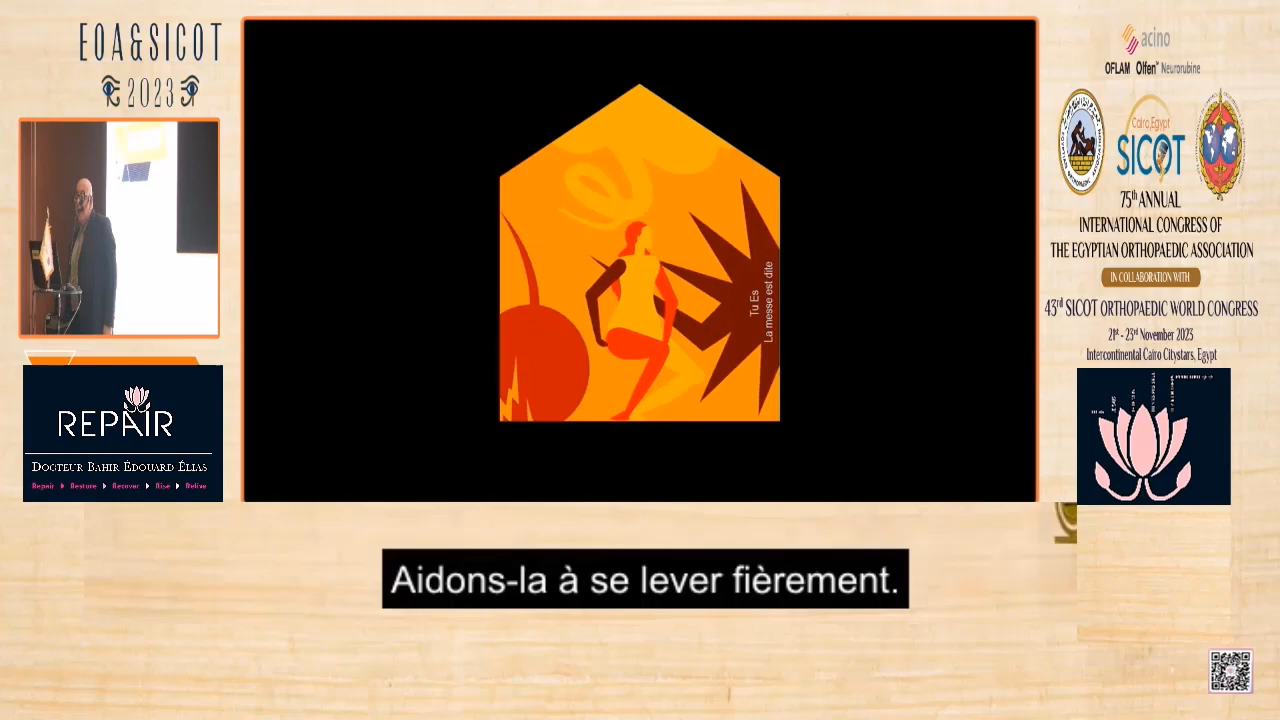 EOA&SICOT
2023
REPAIR
DOCTEUR BAHIR ÉDOUARD ÉLIAS
Repair Restore Recover Rise Relive
Tu Es
La messe est dite
Aidons-la à se lever fièrement.
acino
OFLAM Olfen Neurorubine
Cairo,Egypt
SICOT
75th ANNUAL
INTERNATIONAL CONGRESS OF
THE EGYPTIAN ORTHOPAEDIC ASSOCIATION
IN COLLABORATION WITH
43rd SICOT ORTHOPAEDIC WORLD CONGRESS
21st - 23rd November 2023
Intercontinental Cairo Citystars, Egypt